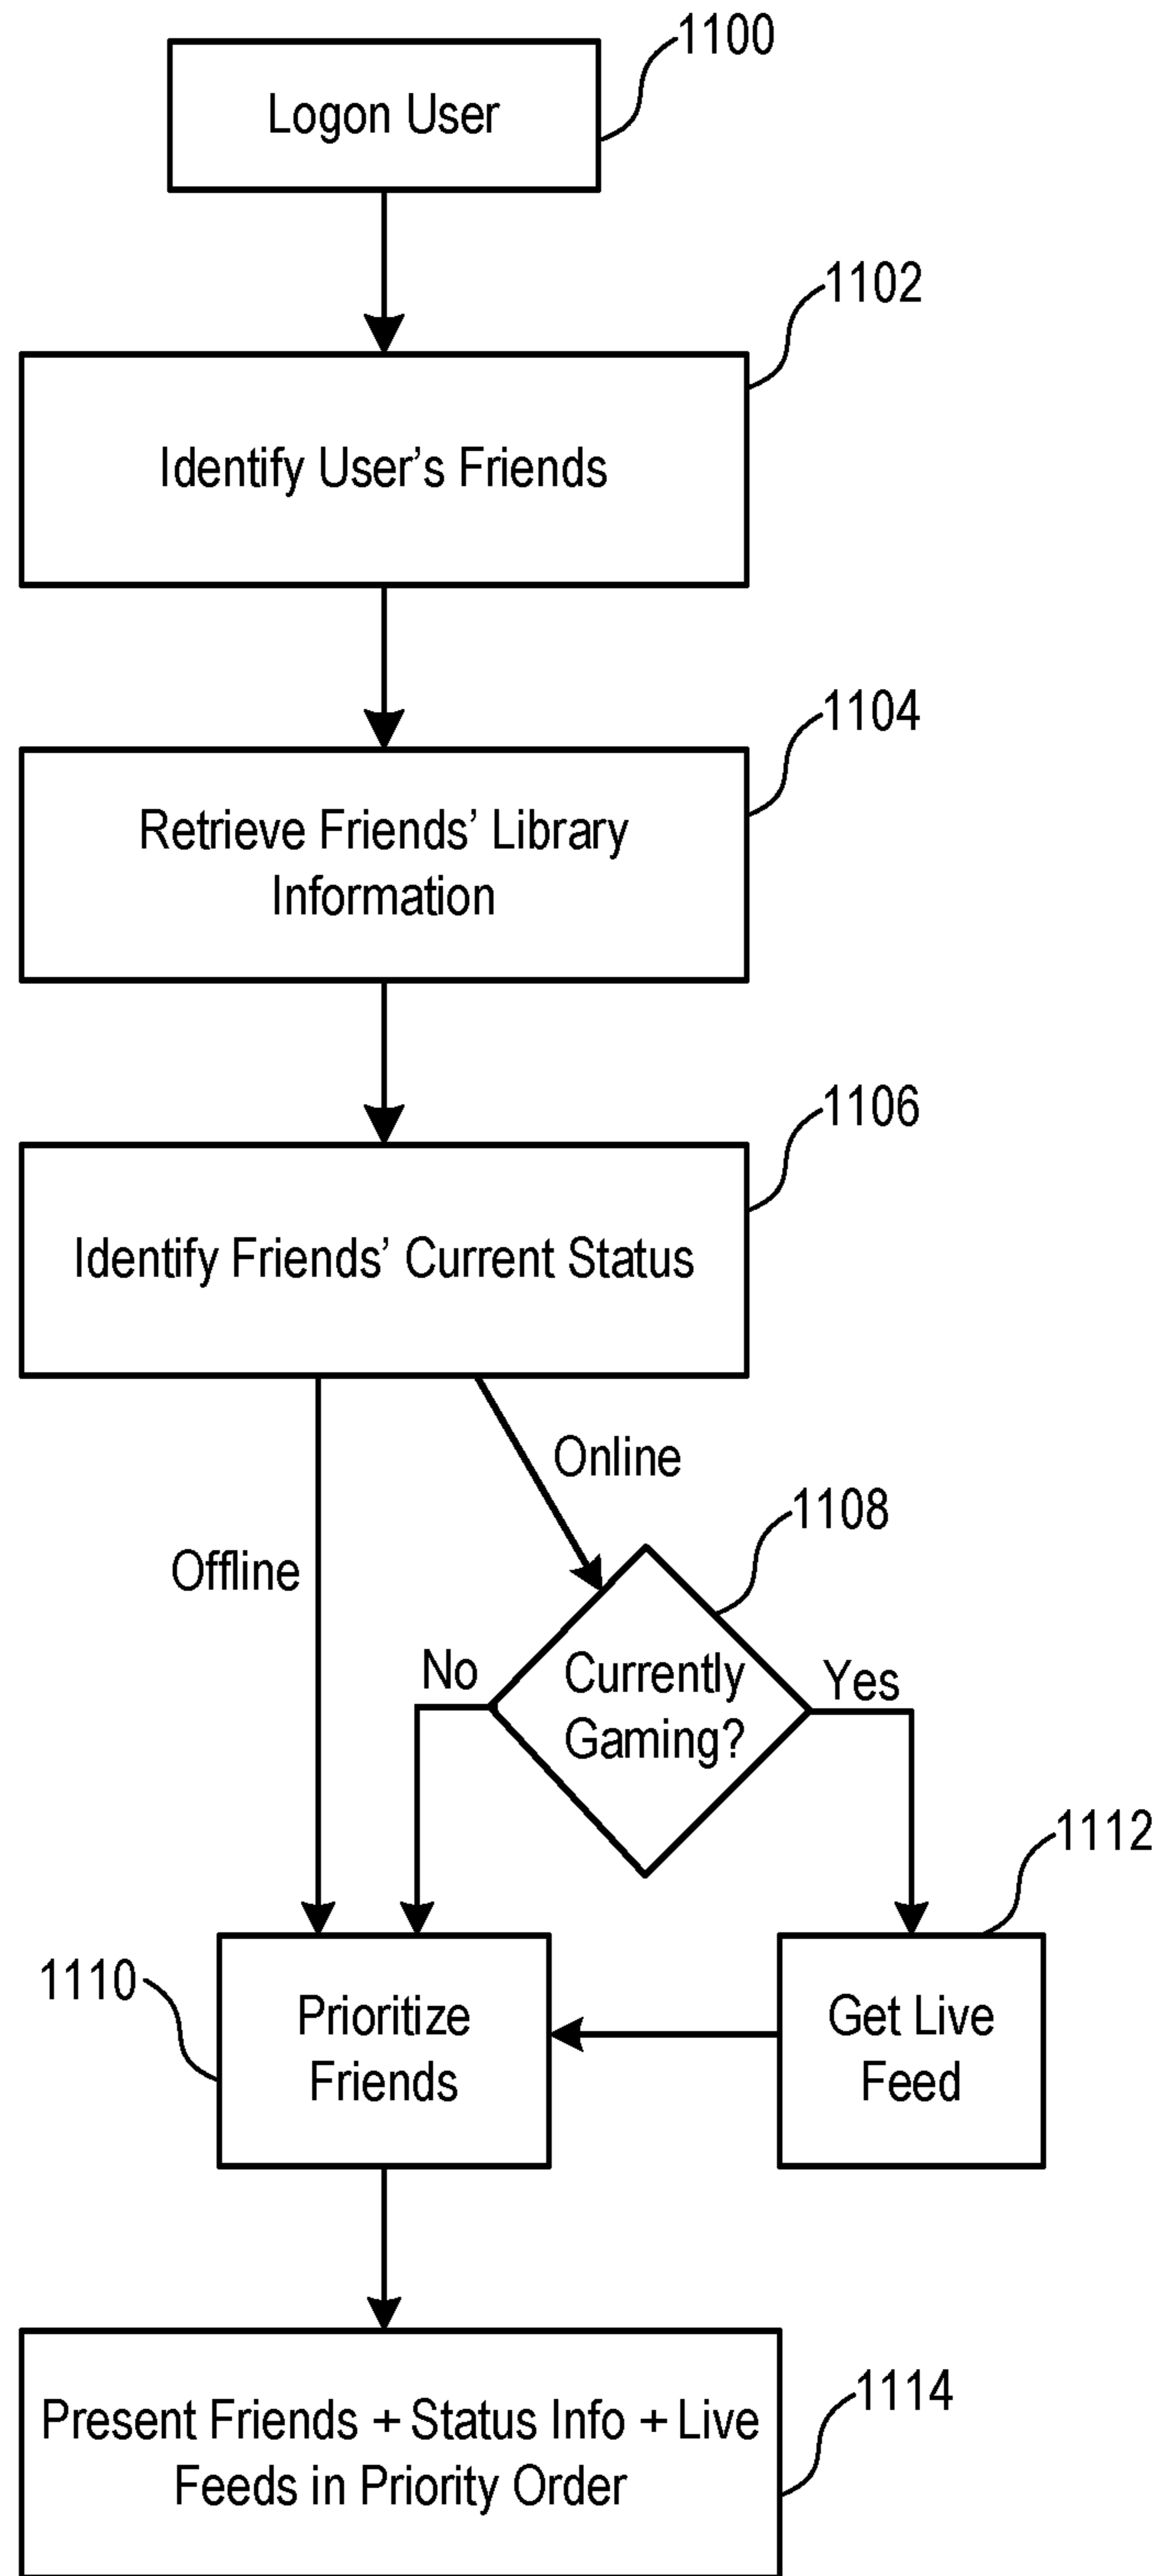 1100
Logon User
1102
Identify User’s Friends
1104
Retrieve Friends’ Library
Information
1106
Identify Friends’ Current Status
Online
1108
Offline
No
Currently
Gaming?
Yes
1112
1110
Prioritize
Friends
Get Live
Feed
1114
Present Friends + Status Info + Live
Feeds in Priority Order